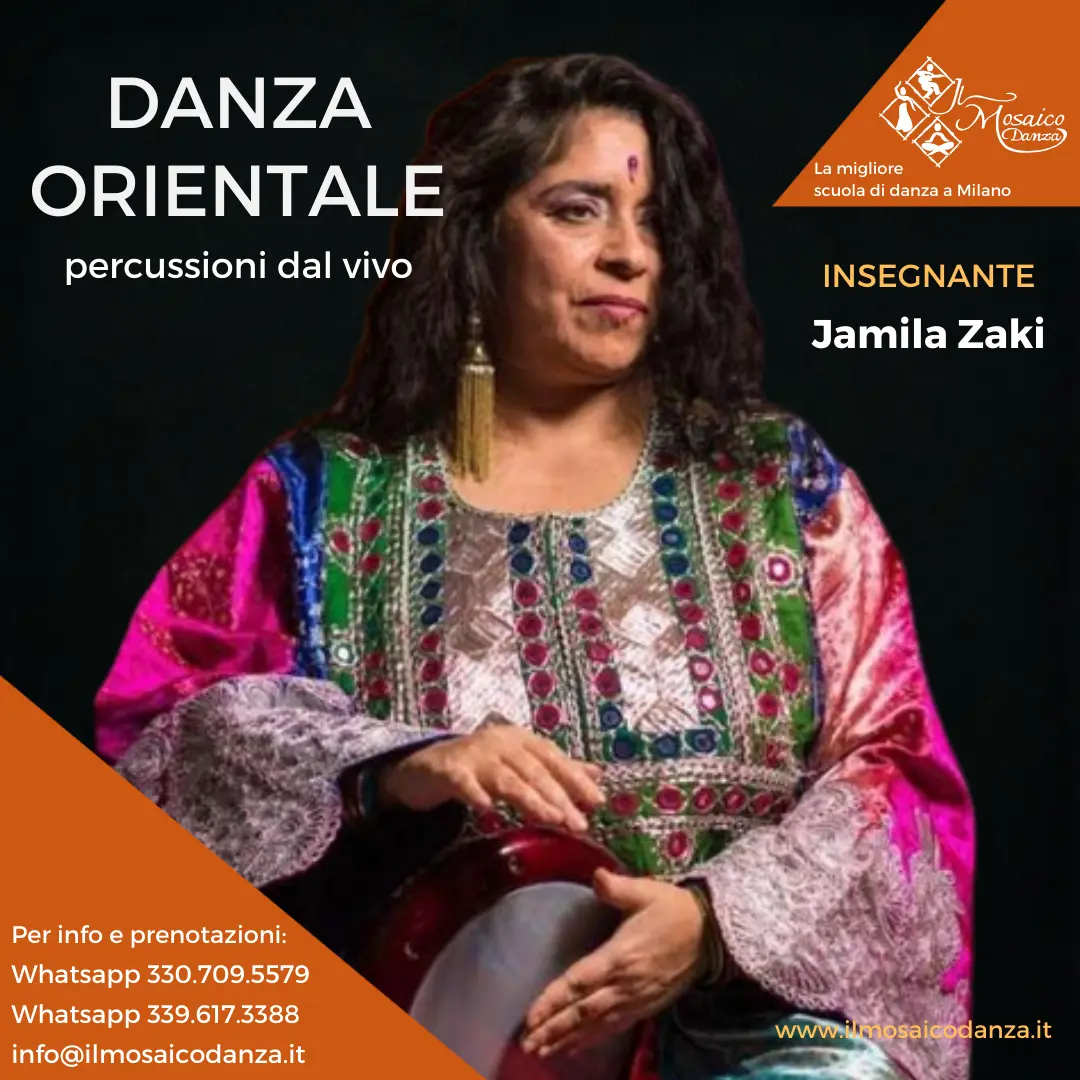 DANZA
ORIENTALE
percussioni dal vivo
Il
Mosaico
Danza
La migliore
scuola di danza a Milano
INSEGNANTE
Jamila Zaki
Per info e prenotazioni:
Whatsapp 330.709.5579
Whatsapp 339.617.3388
info@ilmosaicodanza.it
www.ilmosaicodanza.it